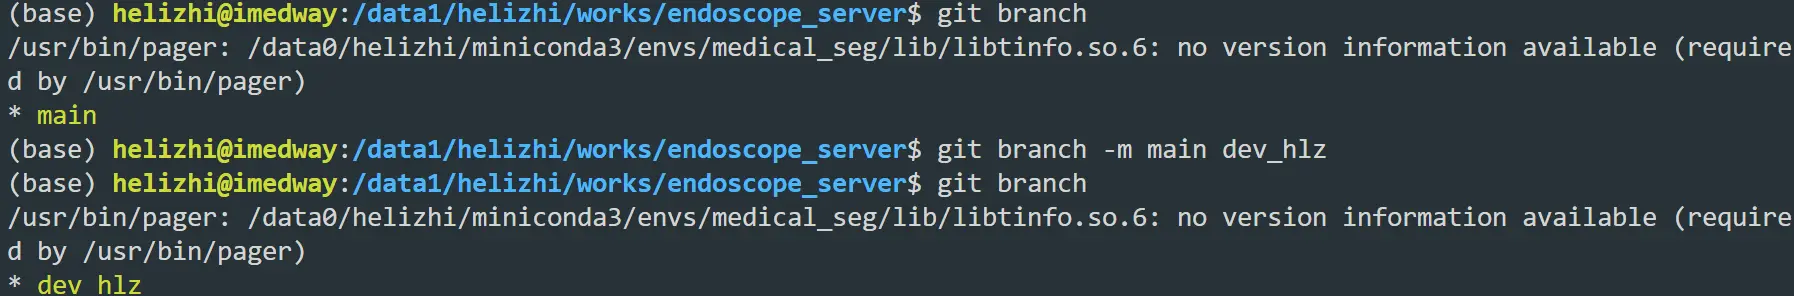 (base) helizhi@imedway:/data1/helizhi/works/endoscope_server$ git branch
/usr/bin/pager: /data0/helizhi/miniconda3/envs/medical_seg/lib/libtinfo.so.6: no version information available (require
d by /usr/bin/pager)
* main
(base) helizhi@imedway:/data1/helizhi/works/endoscope_server$ git branch -m main dev_hlz
(base) helizhi@imedway:/data1/helizhi/works/endoscope_server$ git branch
/usr/bin/pager: /data0/helizhi/miniconda3/envs/medical_seg/lib/libtinfo.so.6: no version information available (require
d by /usr/bin/pager)
* dev_hlz